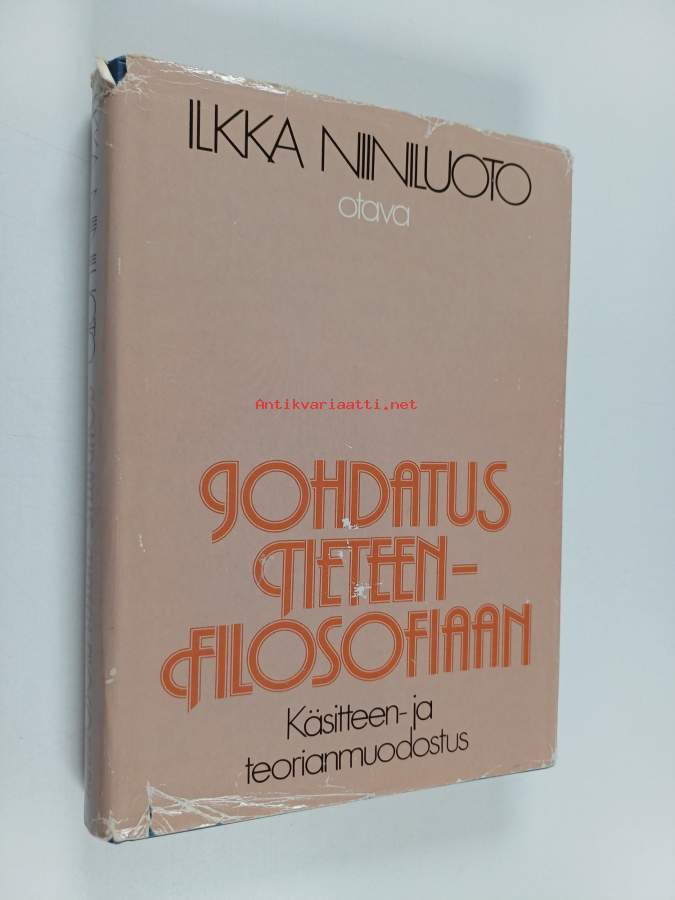 ILKKA NIINILUOTO
otava
Antikvariaatti.net
JOHDATUS
TIETEEN-
FILOSOFIAAN
Käsitteen- ja
teorianmuodostus